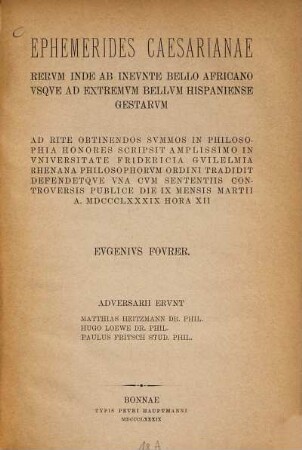 EPHEMERIDES CAESARIANAE
RERVM INDE AB INEVNTE BELLO AFRICANO
VSQVE AD EXTREMVM BELLVM HISPANIENSE
GESTARVM
AD RITE OBTINENDOS SVMMOS IN PHILOSO-
PHIA HONORES SCRIPSIT AMPLISSIMO IN
VNIVERSITATE FRIDERICIA GVILELMIA
RHENANA PHILOSOPHORVM ORDINI TRADIDIT
DEFENDETQVE VNA CVM SENTENTIIS CON-
TROVERSIS PUBLICE DIE IX MENSIS MARTII
A. MDCCCLXXXIX HORA XII
EVGENIVS FOVRER.
ADVERSARII ERVNT
MATTHIAS HEITZMANN DR. PHIL.
HUGO LOEWE DR. PHIL.
PAULUS FRITSCH STUD. PHIL.
BONNAE
TYPIS PETRI HAUPTMANNI
MDCCCLXXXIX